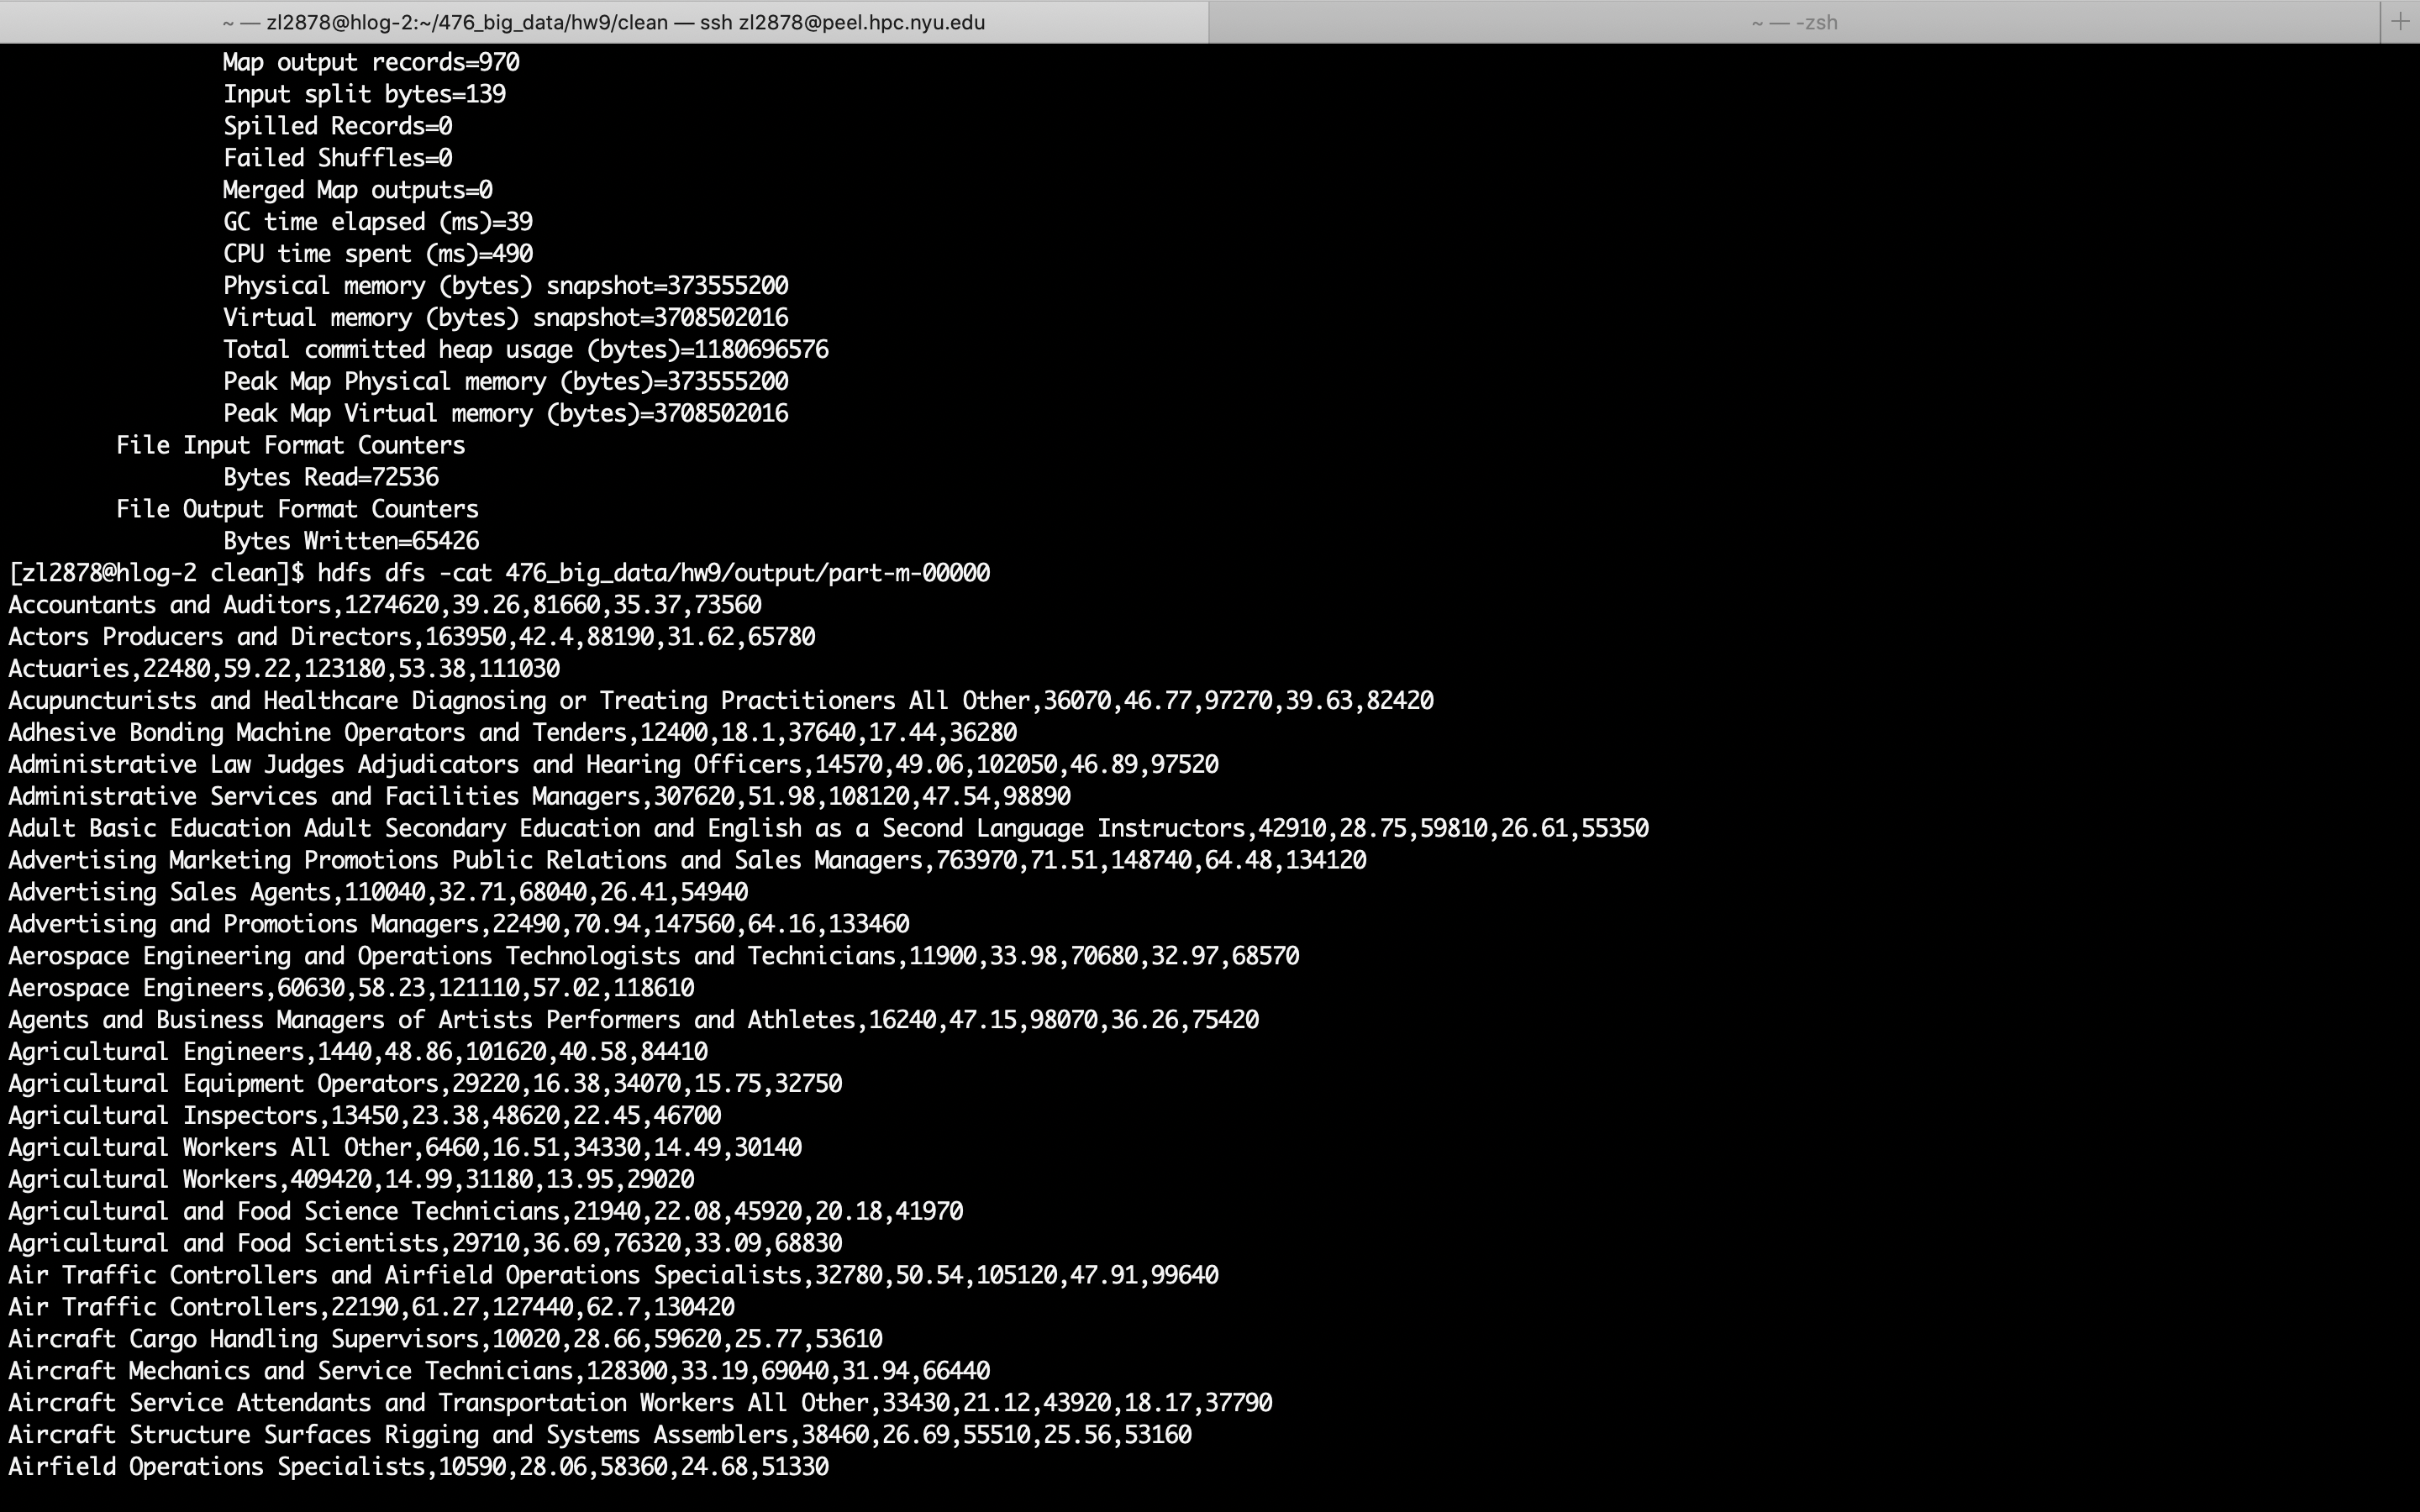 ~ — zl2878@hlog-2:~/476_big_data/hw9/clean — ssh zl2878@peel.hpc.nyu.edu
~ — -zsh
+
Map output records=970
Input split bytes=139
Spilled Records=0
Failed Shuffles=0
Merged Map outputs=0
GC time elapsed (ms)=39
CPU time spent (ms)=490
Physical memory (bytes) snapshot=373555200
Virtual memory (bytes) snapshot=3708502016
Total committed heap usage (bytes)=1180696576
Peak Map Physical memory (bytes)=373555200
Peak Map Virtual memory (bytes)=3708502016
File Input Format Counters
Bytes Read=72536
File Output Format Counters
Bytes Written=65426
[zl2878@hlog-2 clean]$ hdfs dfs -cat 476_big_data/hw9/output/part-m-00000
Accountants and Auditors,1274620,39.26,81660,35.37,73560
Actors Producers and Directors,163950,42.4,88190,31.62,65780
Actuaries,22480,59.22,123180,53.38,111030
Acupuncturists and Healthcare Diagnosing or Treating Practitioners All Other,36070,46.77,97270,39.63,82420
Adhesive Bonding Machine Operators and Tenders,12400,18.1,37640,17.44,36280
Administrative Law Judges Adjudicators and Hearing Officers,14570,49.06,102050,46.89,97520
Administrative Services and Facilities Managers,307620,51.98,108120,47.54,98890
Adult Basic Education Adult Secondary Education and English as a Second Language Instructors,42910,28.75,59810,26.61,55350
Advertising Marketing Promotions Public Relations and Sales Managers,763970,71.51,148740,64.48,134120
Advertising Sales Agents,110040,32.71,68040,26.41,54940
Advertising and Promotions Managers,22490,70.94,147560,64.16,133460
Aerospace Engineering and Operations Technologists and Technicians,11900,33.98,70680,32.97,68570
Aerospace Engineers,60630,58.23,121110,57.02,118610
Agents and Business Managers of Artists Performers and Athletes,16240,47.15,98070,36.26,75420
Agricultural Engineers,1440,48.86,101620,40.58,84410
Agricultural Equipment Operators,29220,16.38,34070,15.75,32750
Agricultural Inspectors,13450,23.38,48620,22.45,46700
Agricultural Workers All Other,6460,16.51,34330,14.49,30140
Agricultural Workers,409420,14.99,31180,13.95,29020
Agricultural and Food Science Technicians,21940,22.08,45920,20.18,41970
Agricultural and Food Scientists,29710,36.69,76320,33.09,68830
Air Traffic Controllers and Airfield Operations Specialists,32780,50.54,105120,47.91,99640
Air Traffic Controllers,22190,61.27,127440,62.7,130420
Aircraft Cargo Handling Supervisors,10020,28.66,59620,25.77,53610
Aircraft Mechanics and Service Technicians,128300,33.19,69040,31.94,66440
Aircraft Service Attendants and Transportation Workers All Other,33430,21.12,43920,18.17,37790
Aircraft Structure Surfaces Rigging and Systems Assemblers,38460,26.69,55510,25.56,53160
Airfield Operations Specialists,10590,28.06,58360,24.68,51330